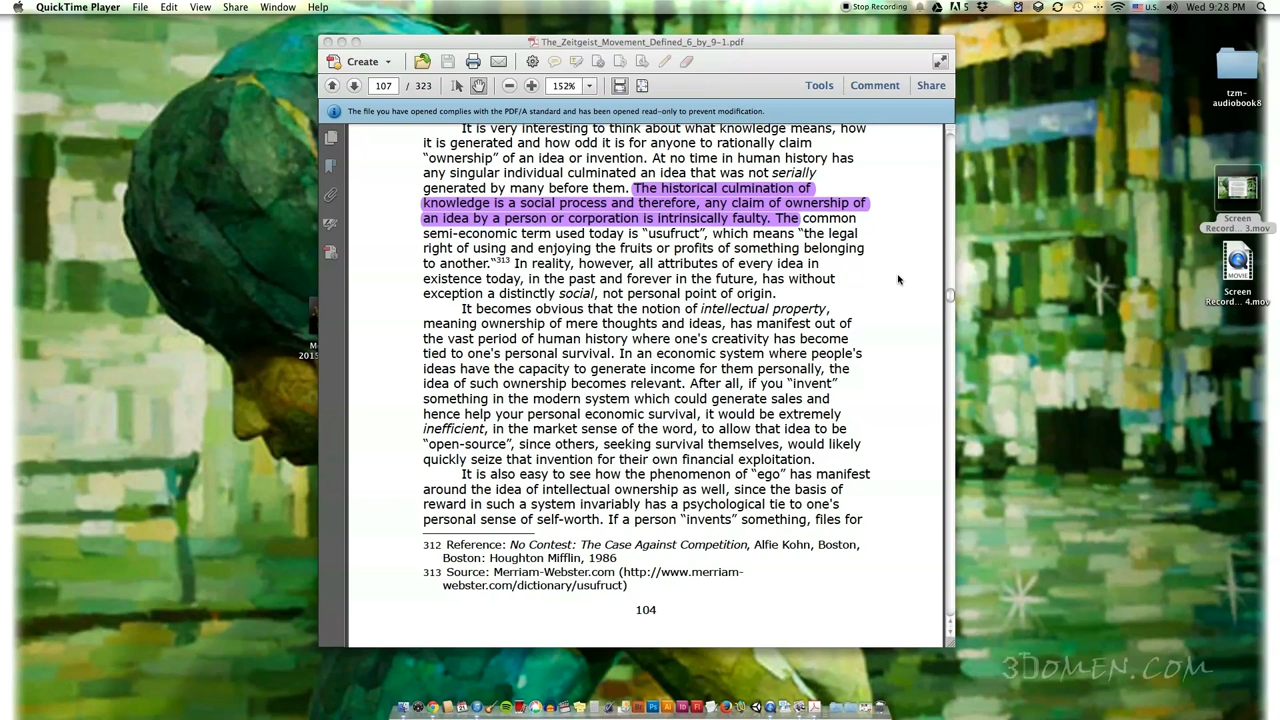 QuickTime Player File Edit View Share Window Help
Stop Recording
5
U.S.
Wed 9:28 PM
The_Zeitgeist_Movement_Defined_6_by_9-1.pdf
Create
107 / 323
152%
Tools Comment Share
The file you have opened complies with the PDF/A standard and has been opened read-only to prevent modification.
It is very interesting to think about what knowledge means, how
it is generated and how odd it is for anyone to rationally claim
“ownership” of an idea or invention. At no time in human history has
any singular individual culminated an idea that was not serially
generated by many before them. The historical culmination of
knowledge is a social process and therefore, any claim of ownership of
an idea by a person or corporation is intrinsically faulty. The common
semi-economic term used today is “usufruct”, which means “the legal
right of using and enjoying the fruits or profits of something belonging
to another.“313 In reality, however, all attributes of every idea in
existence today, in the past and forever in the future, has without
exception a distinctly social, not personal point of origin.
It becomes obvious that the notion of intellectual property,
meaning ownership of mere thoughts and ideas, has manifest out of
the vast period of human history where one's creativity has become
tied to one's personal survival. In an economic system where people's
ideas have the capacity to generate income for them personally, the
idea of such ownership becomes relevant. After all, if you “invent”
something in the modern system which could generate sales and
hence help your personal economic survival, it would be extremely
inefficient, in the market sense of the word, to allow that idea to be
“open-source”, since others, seeking survival themselves, would likely
quickly seize that invention for their own financial exploitation.
It is also easy to see how the phenomenon of “ego” has manifest
around the idea of intellectual ownership as well, since the basis of
reward in such a system invariably has a psychological tie to one's
personal sense of self-worth. If a person “invents” something, files for
312 Reference: No Contest: The Case Against Competition, Alfie Kohn, Boston,
Boston: Houghton Mifflin, 1986
313 Source: Merriam-Webster.com (http://www.merriam-
webster.com/dictionary/usufruct)
104
tzm-
audiobook8
Screen
Record... 3.mov
MOVIE
Screen
Record... 4.mov
3DOMEN.COM